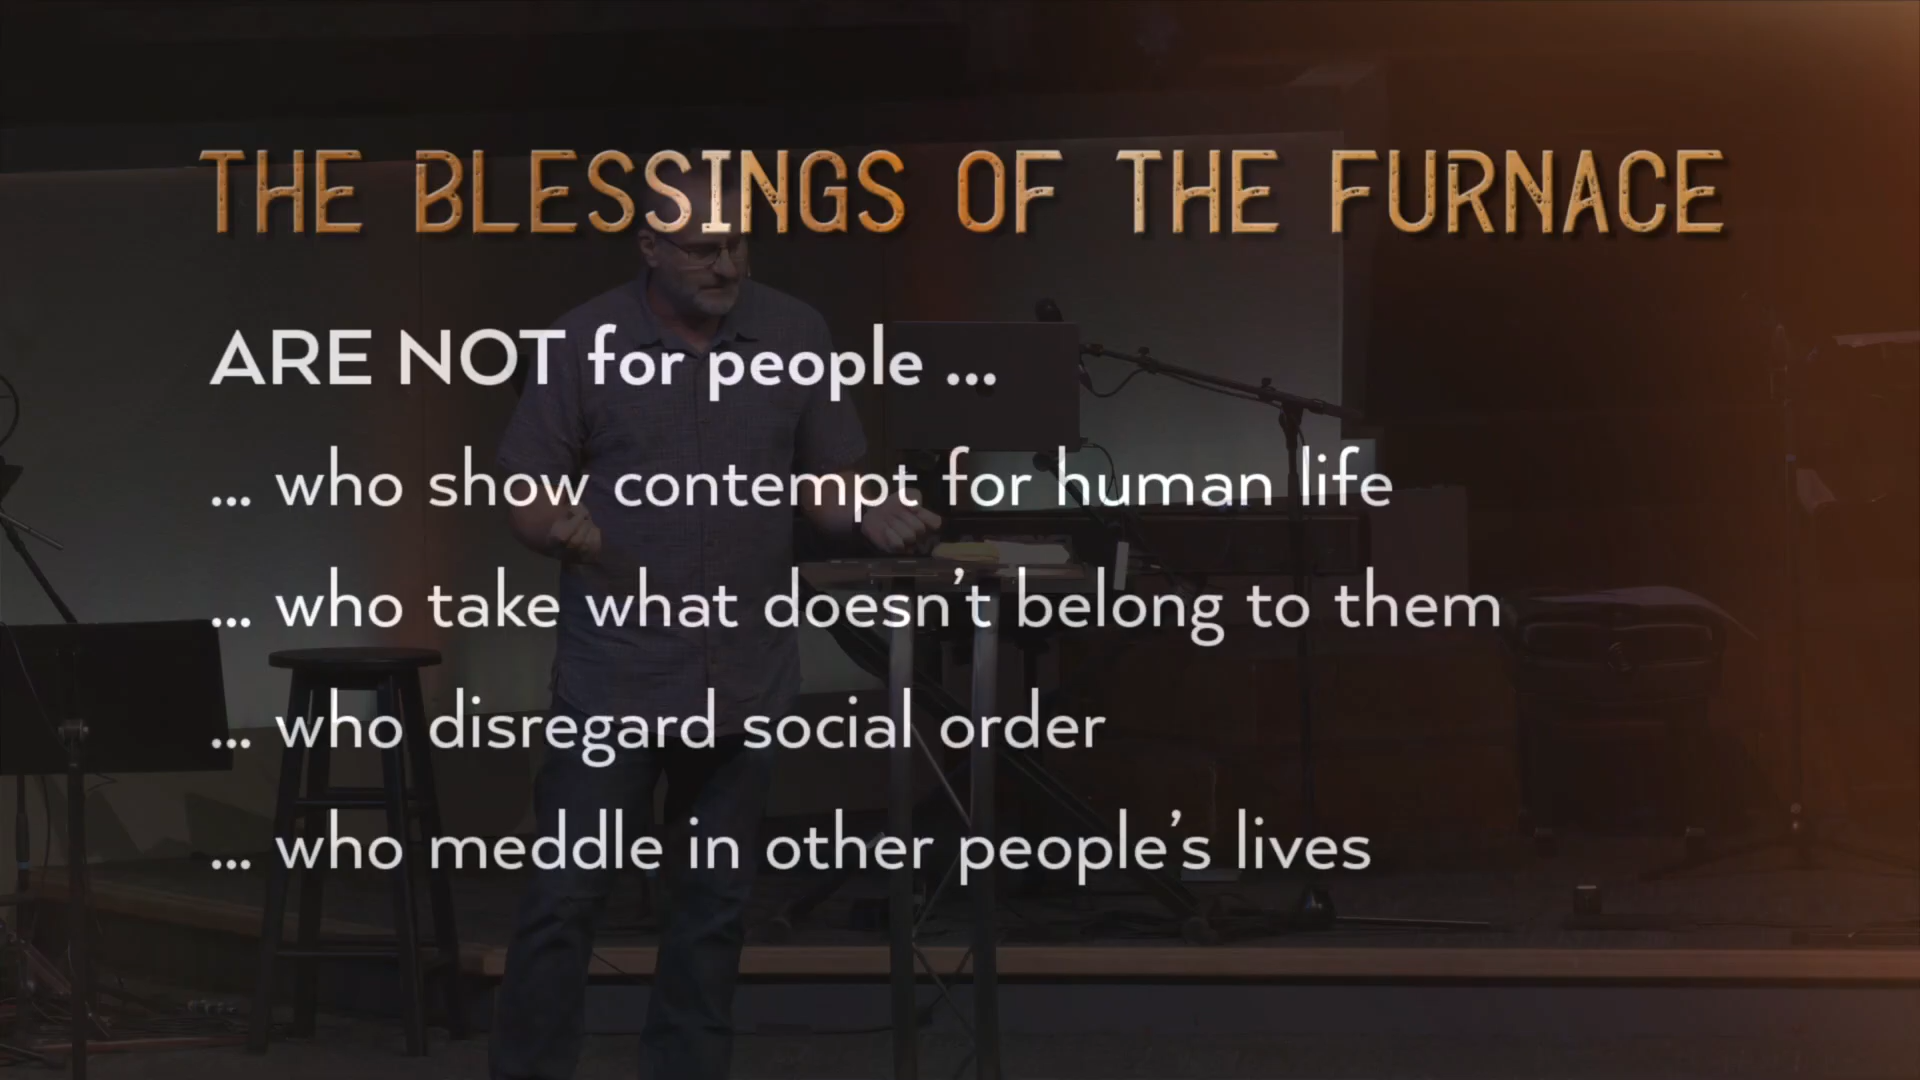 THE BLESSINGS OF THE FURNACE
ARE NOT for people ...
... who show contempt for human life
... who take what doesn't belong to them
... who disregard social order
... who meddle in other people's lives